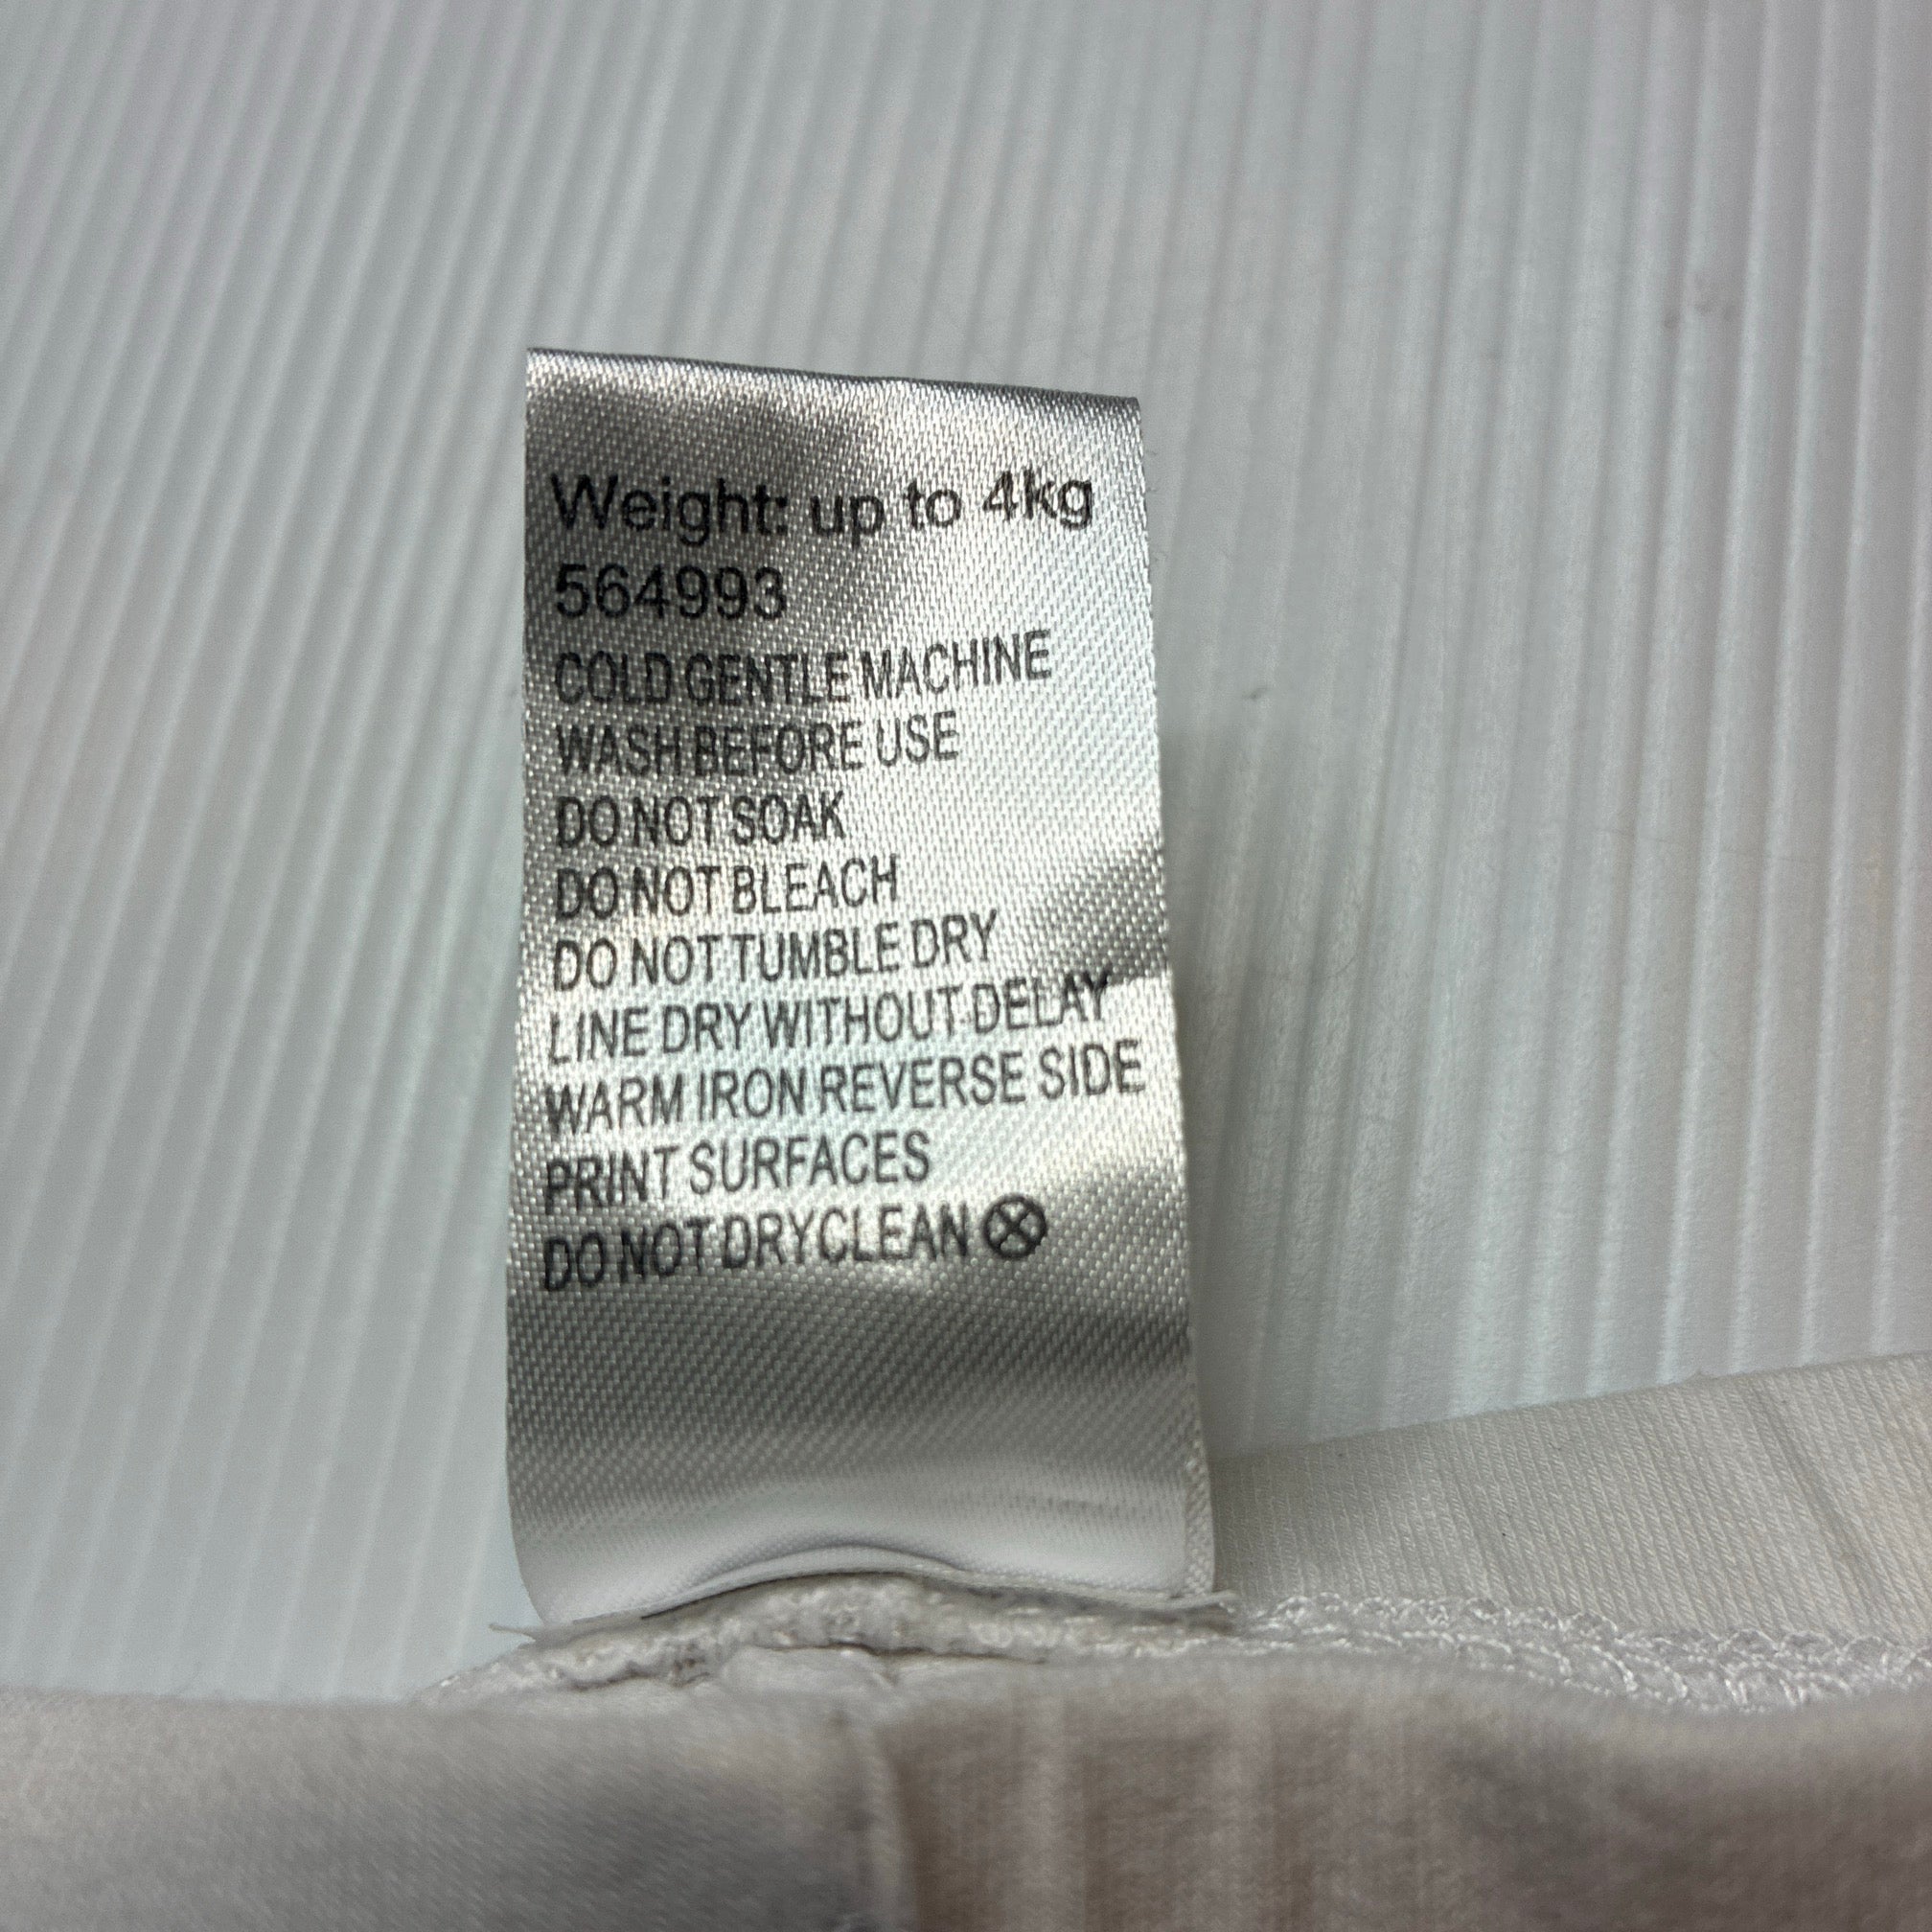 Weight: up to 4kg
564993
COLD GENTLE MACHINE
WASH BEFORE USE
DO NOT SOAK
DO NOT BLEACH
DO NOT TUMBLE DRY
LINE DRY WITHOUT DELAY
WARM IRON REVERSE SIDE
PRINT SURFACES
DO NOT DRYCLEAN